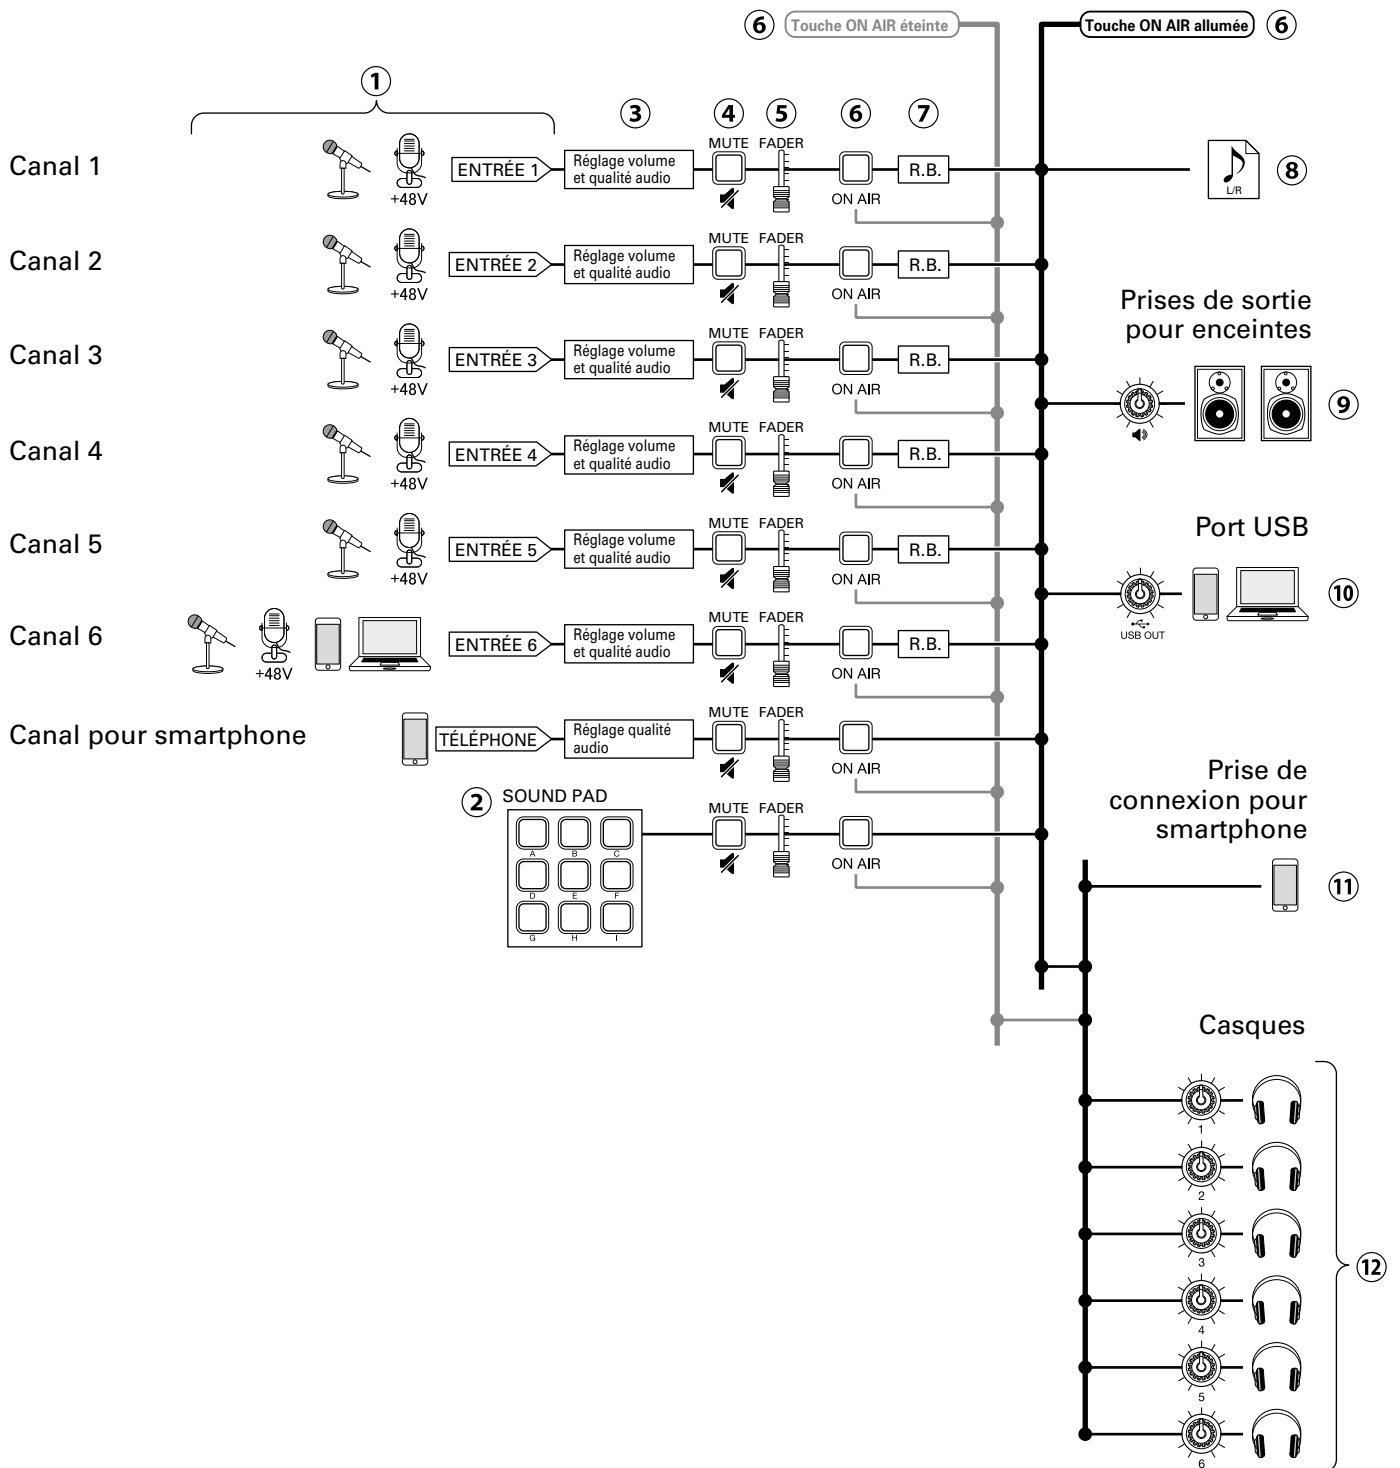 6 Touche ON AIR éteinte Touche ON AIR allumée 6
1 3 4 5 6 7
MUTE FADER
Canal 1 +48V ENTRÉE 1 Réglage volume et qualité audio ON AIR R.B. L/R 8
MUTE FADER
Canal 2 +48V ENTRÉE 2 Réglage volume et qualité audio ON AIR R.B.
Prises de sortie
pour enceintes
MUTE FADER
Canal 3 +48V ENTRÉE 3 Réglage volume et qualité audio ON AIR R.B.
9
MUTE FADER
Canal 4 +48V ENTRÉE 4 Réglage volume et qualité audio ON AIR R.B.
Port USB
MUTE FADER
Canal 5 +48V ENTRÉE 5 Réglage volume et qualité audio ON AIR R.B.
USB OUT 10
MUTE FADER
Canal 6 +48V ENTRÉE 6 Réglage volume et qualité audio ON AIR R.B.
MUTE FADER
Canal pour smartphone TÉLÉPHONE Réglage qualité audio ON AIR
Prise de
connexion pour
smartphone
11
2 SOUND PAD
MUTE FADER
ON AIR
A B C
D E F
G H I
Casques
1
2
3
12
4
5
6